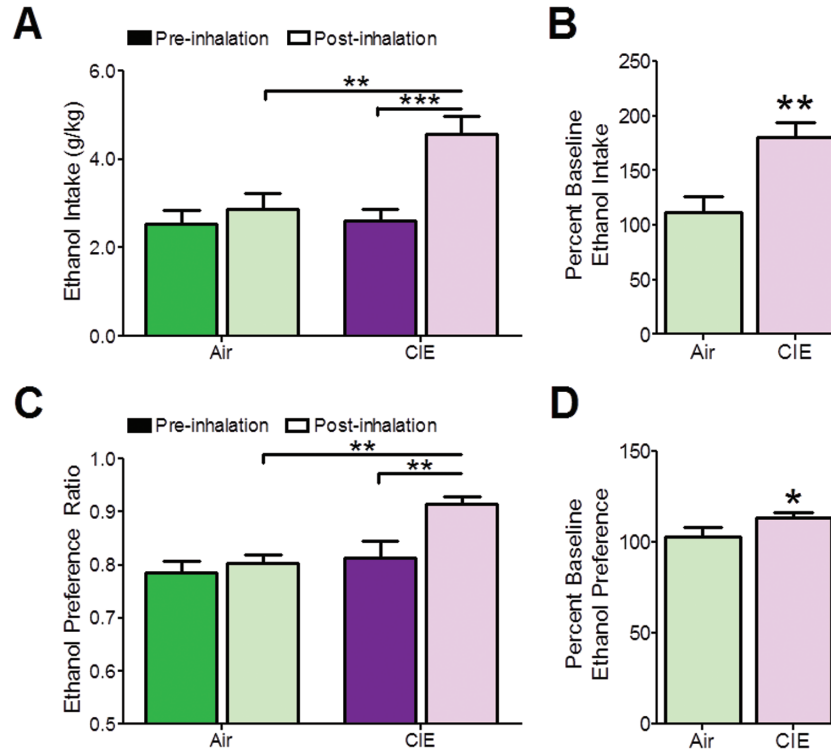 A
Pre-inhalation Post-inhalation
Ethanol Intake (g/kg)
6.0
4.0
2.0
0.0
**
***
Air CIE
B
Percent Baseline
Ethanol Intake
250
200
150
100
50
0
**
Air CIE
C
Pre-inhalation Post-inhalation
Ethanol Preference Ratio
1.0
0.9
0.8
0.7
0.6
0.5
**
**
Air CIE
D
Percent Baseline
Ethanol Preference
150
100
50
0
*
Air CIE